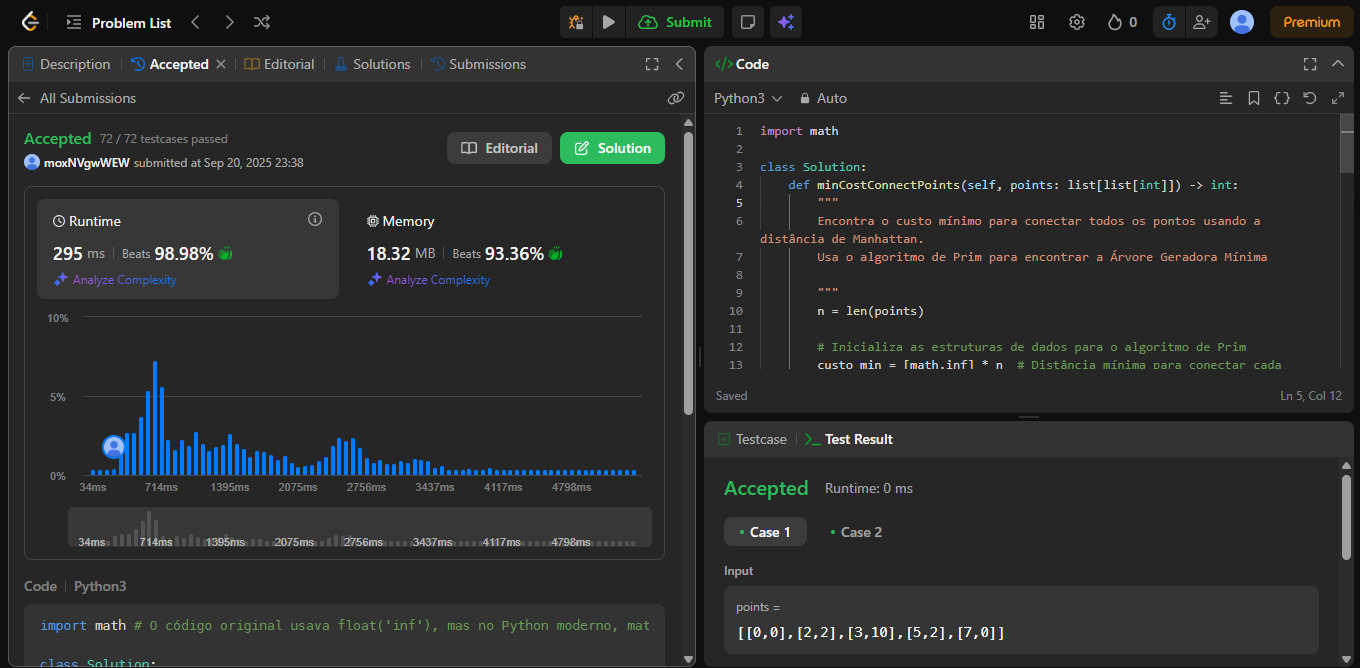 Problem List
Submit
0
Premium
Description
Accepted
Editorial
Solutions
Submissions
All Submissions
Accepted 72 / 72 testcases passed
moxNVgwWEW submitted at Sep 20, 2025 23:38
Editorial
Solution
Runtime
295 ms Beats 98.98%
Analyze Complexity
Memory
18.32 MB Beats 93.36%
Analyze Complexity
10%
5%
0%
34ms 714ms 1395ms 2075ms 2756ms 3437ms 4117ms 4798ms
34ms 714ms 1395ms 2075ms 2756ms 3437ms 4117ms 4798ms
Code Python3
import math # O código original usava float('inf'), mas no Python moderno, mat
class Solution:
</> Code
Python3 Auto
1 import math
2
3 class Solution:
4 def minCostConnectPoints(self, points: list[list[int]]) -> int:
5 """
6 Encontra o custo mínimo para conectar todos os pontos usando a
distância de Manhattan.
7 Usa o algoritmo de Prim para encontrar a Árvore Geradora Mínima
8
9 """
10 n = len(points)
11
12 # Inicializa as estruturas de dados para o algoritmo de Prim
13 custo_min = [math.inf] * n # Distância mínima para conectar cada
Saved
Ln 5, Col 12
Testcase
Test Result
Accepted Runtime: 0 ms
Case 1
Case 2
Input
points =
[[0,0],[2,2],[3,10],[5,2],[7,0]]